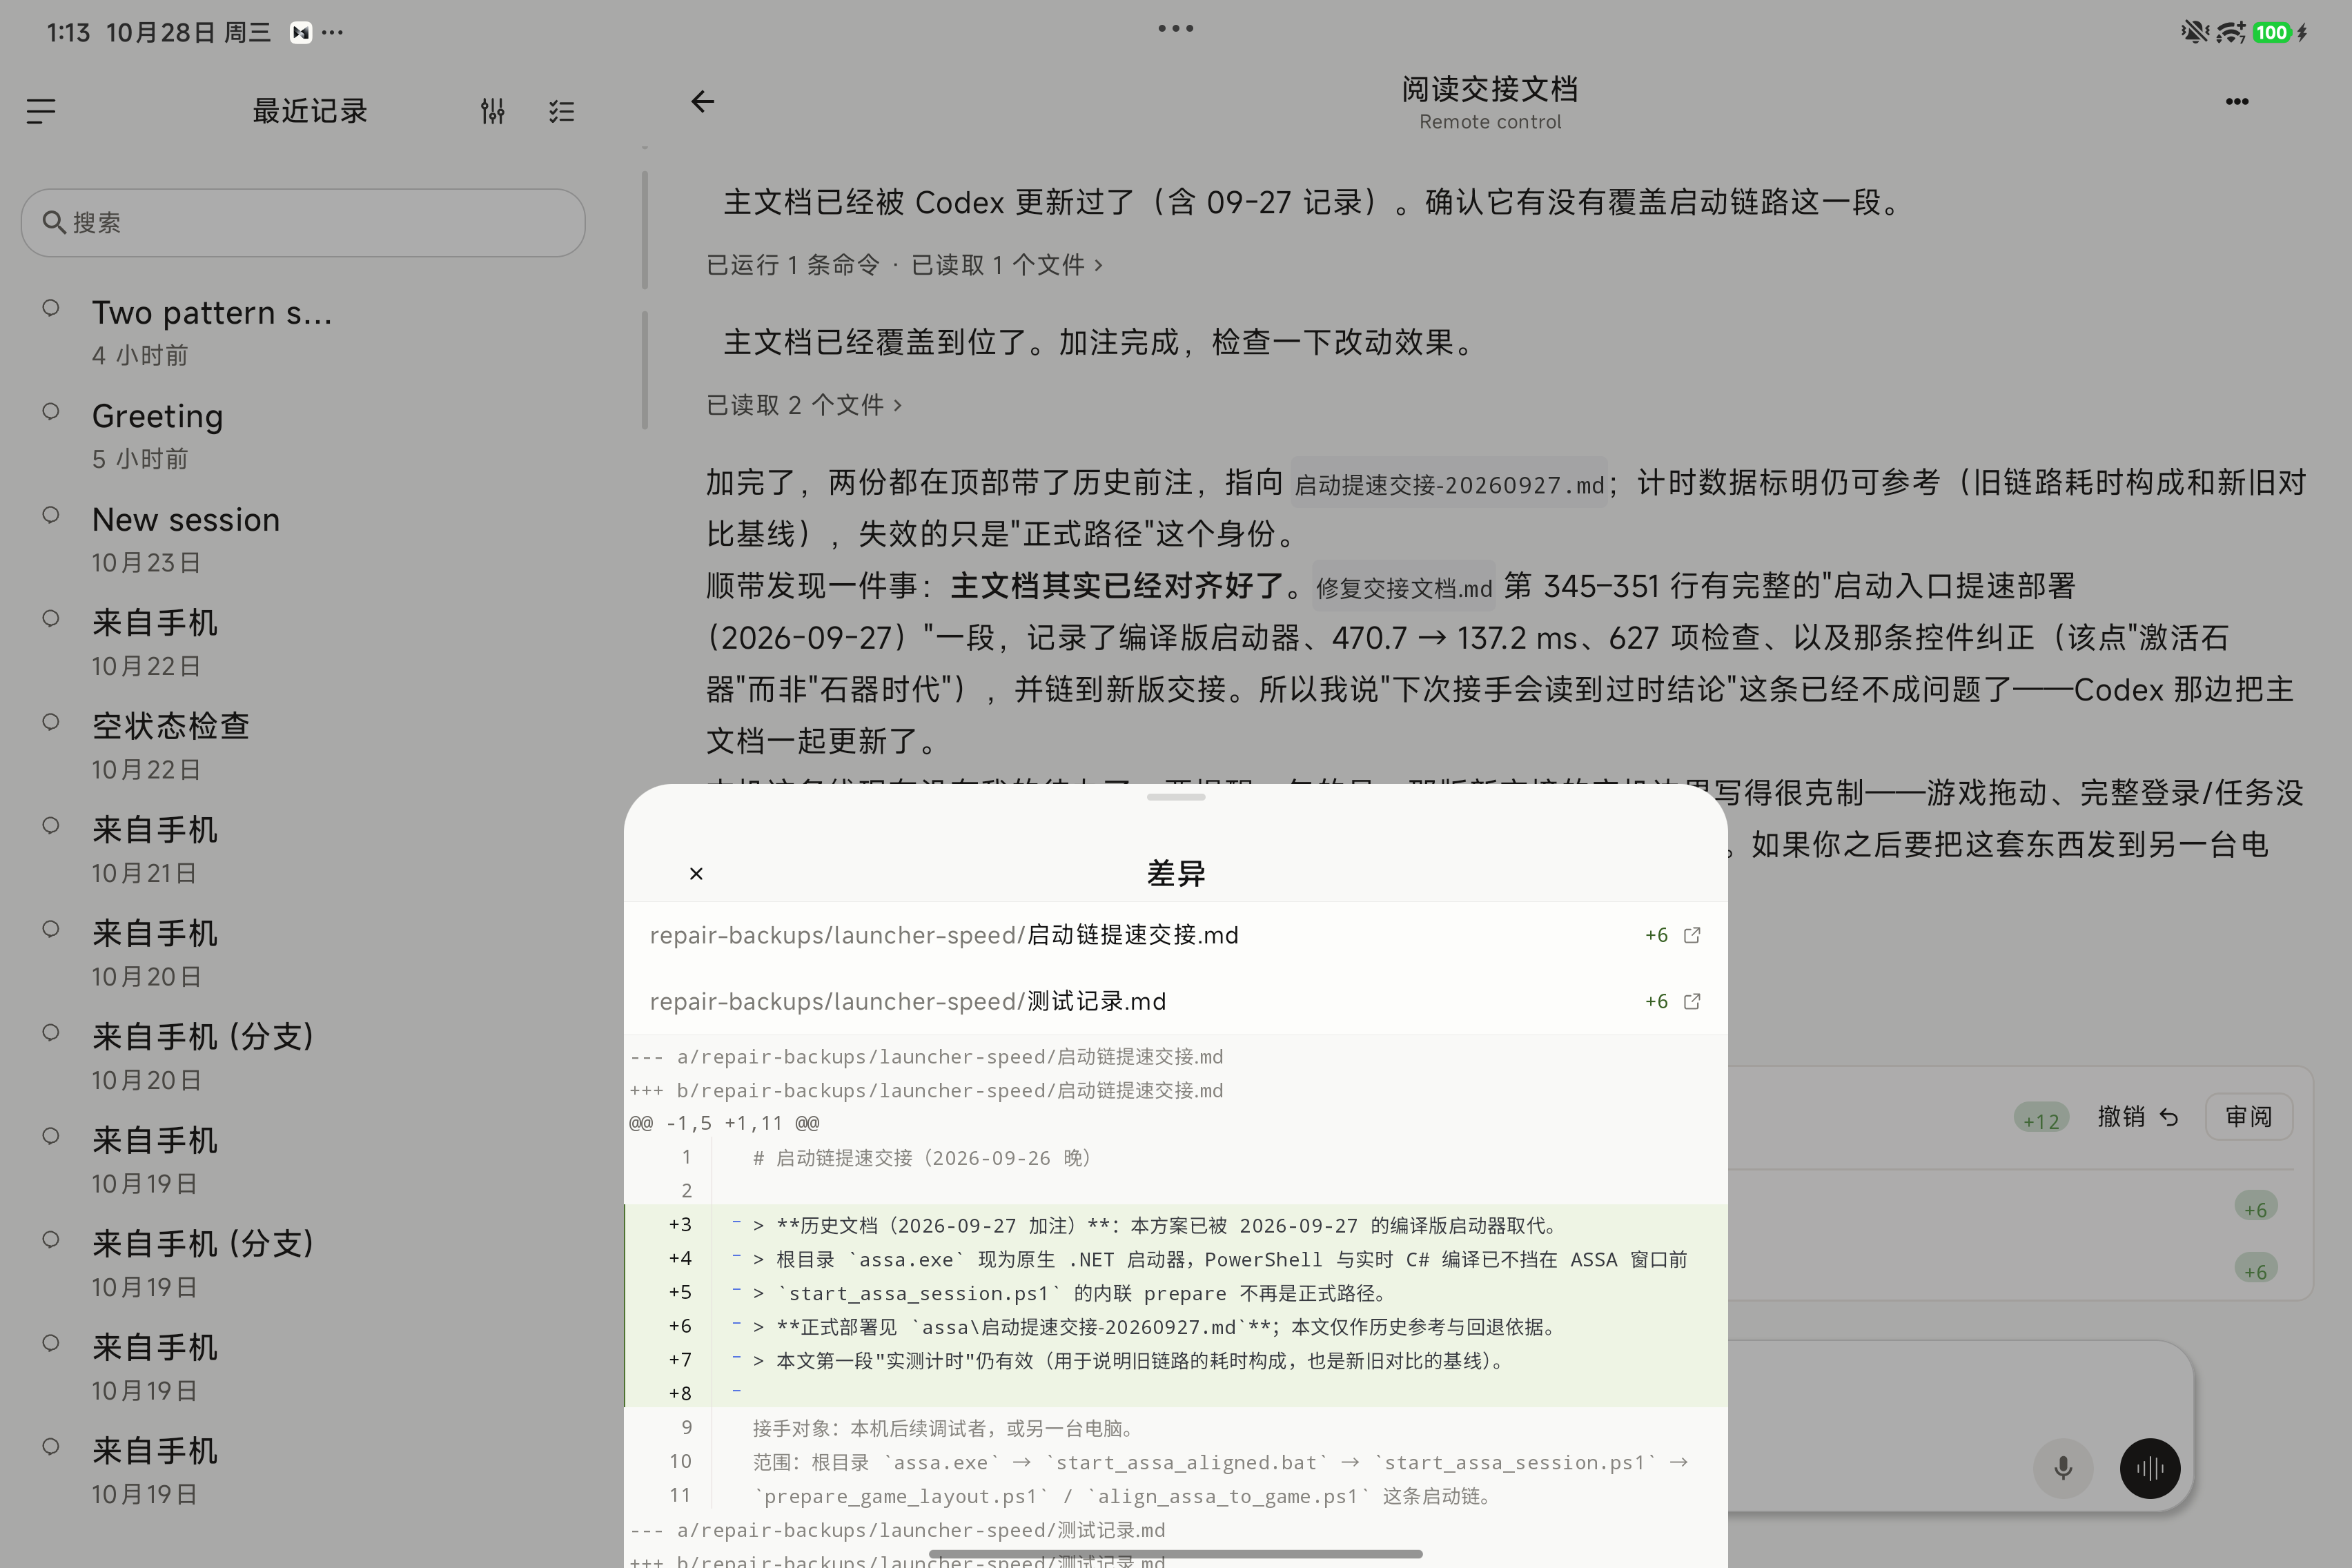 1:13 10月28日 周三
100
最近记录
搜索
Two pattern s...
4 小时前
Greeting
5 小时前
New session
10月23日
来自手机
10月22日
空状态检查
10月22日
来自手机
10月21日
来自手机
10月20日
来自手机 (分支)
10月20日
来自手机
10月19日
来自手机 (分支)
10月19日
来自手机
10月19日
来自手机
10月19日
阅读交接文档
Remote control
主文档已经被 Codex 更新过了（含 09-27 记录）。确认它有没有覆盖启动链路这一段。
已运行 1 条命令 · 已读取 1 个文件 >
主文档已经覆盖到位了。加注完成，检查一下改动效果。
已读取 2 个文件 >
加完了，两份都在顶部带了历史前注，指向 启动提速交接-20260927.md；计时数据标明仍可参考（旧链路耗时构成和新旧对
比基线），失效的只是"正式路径"这个身份。
顺带发现一件事：主文档其实已经对齐好了。修复交接文档.md 第 345–351 行有完整的"启动入口提速部署
（2026-09-27）"一段，记录了编译版启动器、470.7 → 137.2 ms、627 项检查、以及那条控件纠正（该点"激活石
器"而非"石器时代"），并链到新版交接。所以我说"下次接手会读到过时结论"这条已经不成问题了——Codex 那边把主
文档一起更新了。
写得很克制——游戏拖动、完整登录/任务没
。如果你之后要把这套东西发到另一台电
+12 撤销 审阅
+6
+6
差异
repair-backups/launcher-speed/启动链提速交接.md +6
repair-backups/launcher-speed/测试记录.md +6
--- a/repair-backups/launcher-speed/启动链提速交接.md
+++ b/repair-backups/launcher-speed/启动链提速交接.md
@@ -1,5 +1,11 @@
1 # 启动链提速交接（2026-09-26 晚）
2
+3 - > **历史文档（2026-09-27 加注）**：本方案已被 2026-09-27 的编译版启动器取代。
+4 - > 根目录 `assa.exe` 现为原生 .NET 启动器，PowerShell 与实时 C# 编译已不挡在 ASSA 窗口前
+5 - > `start_assa_session.ps1` 的内联 prepare 不再是正式路径。
+6 - > **正式部署见 `assa\启动提速交接-20260927.md`**；本文仅作历史参考与回退依据。
+7 - > 本文第一段"实测计时"仍有效（用于说明旧链路的耗时构成，也是新旧对比的基线）。
+8 -
9 接手对象：本机后续调试者，或另一台电脑。
10 范围：根目录 `assa.exe` → `start_assa_aligned.bat` → `start_assa_session.ps1` →
11 `prepare_game_layout.ps1` / `align_assa_to_game.ps1` 这条启动链。
--- a/repair-backups/launcher-speed/测试记录.md
+++ b/repair-backups/launcher-speed/测试记录.md